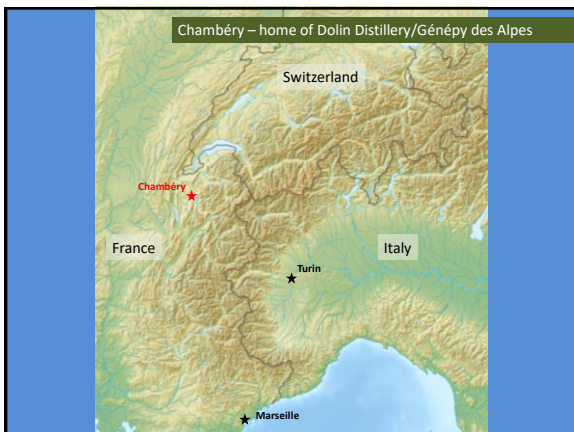 Chambéry – home of Dolin Distillery/Génépy des Alpes
Switzerland
Chambéry
France
Italy
Turin
Marseille